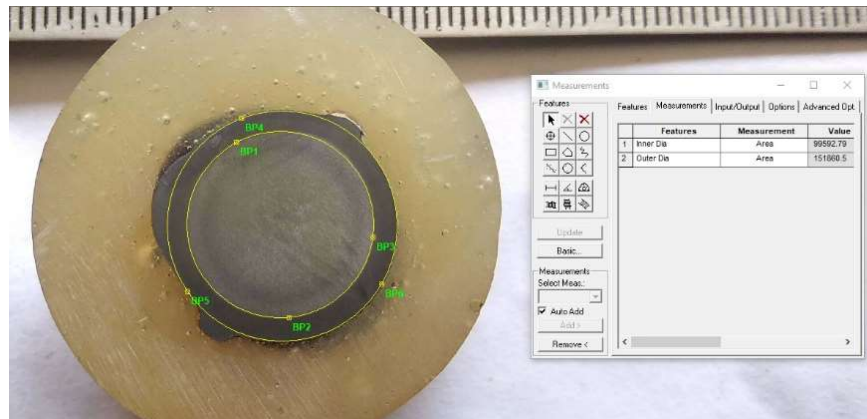 BP4
BP1
BP3
BP6
BP5
BP2
Measurements
Features
Features Measurements Input/Output Options Advanced Opt.
Features Measurement Value
1 Inner Dia Area 99592.79
2 Outer Dia Area 151860.5
Update
Basic...
Measurements
Select Meas.:
Auto Add
Add >
Remove <